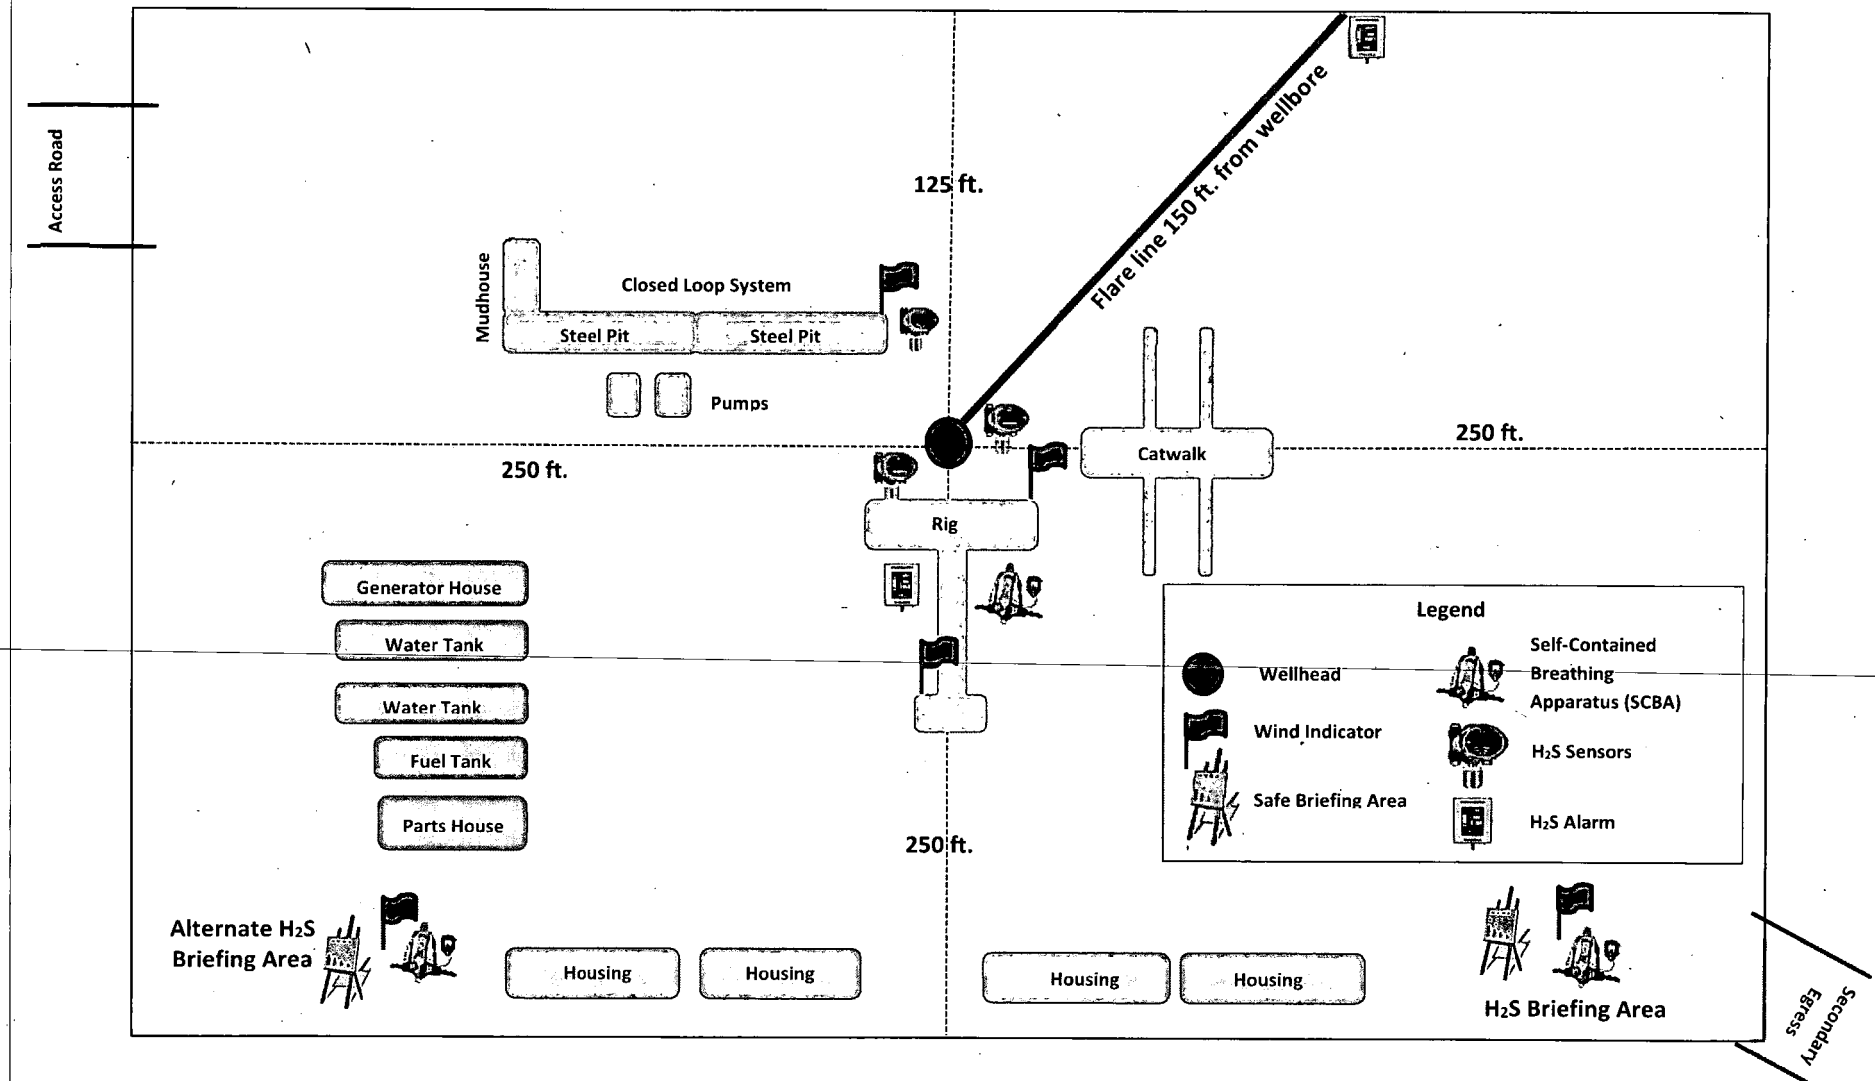 Access Road
125 ft.
Flare line 150 ft. from wellbore
Mudhouse
Closed Loop System
Steel Pit
Steel Pit
Pumps
250 ft.
250 ft.
Catwalk
Rig
Generator House
Water Tank
Water Tank
Fuel Tank
Parts House
250 ft.
Legend
Wellhead
Wind Indicator
Safe Briefing Area
Self-Contained
Breathing
Apparatus (SCBA)
H2S Sensors
H2S Alarm
Alternate H2S
Briefing Area
Housing
Housing
Housing
Housing
H2S Briefing Area
Secondary
Egress